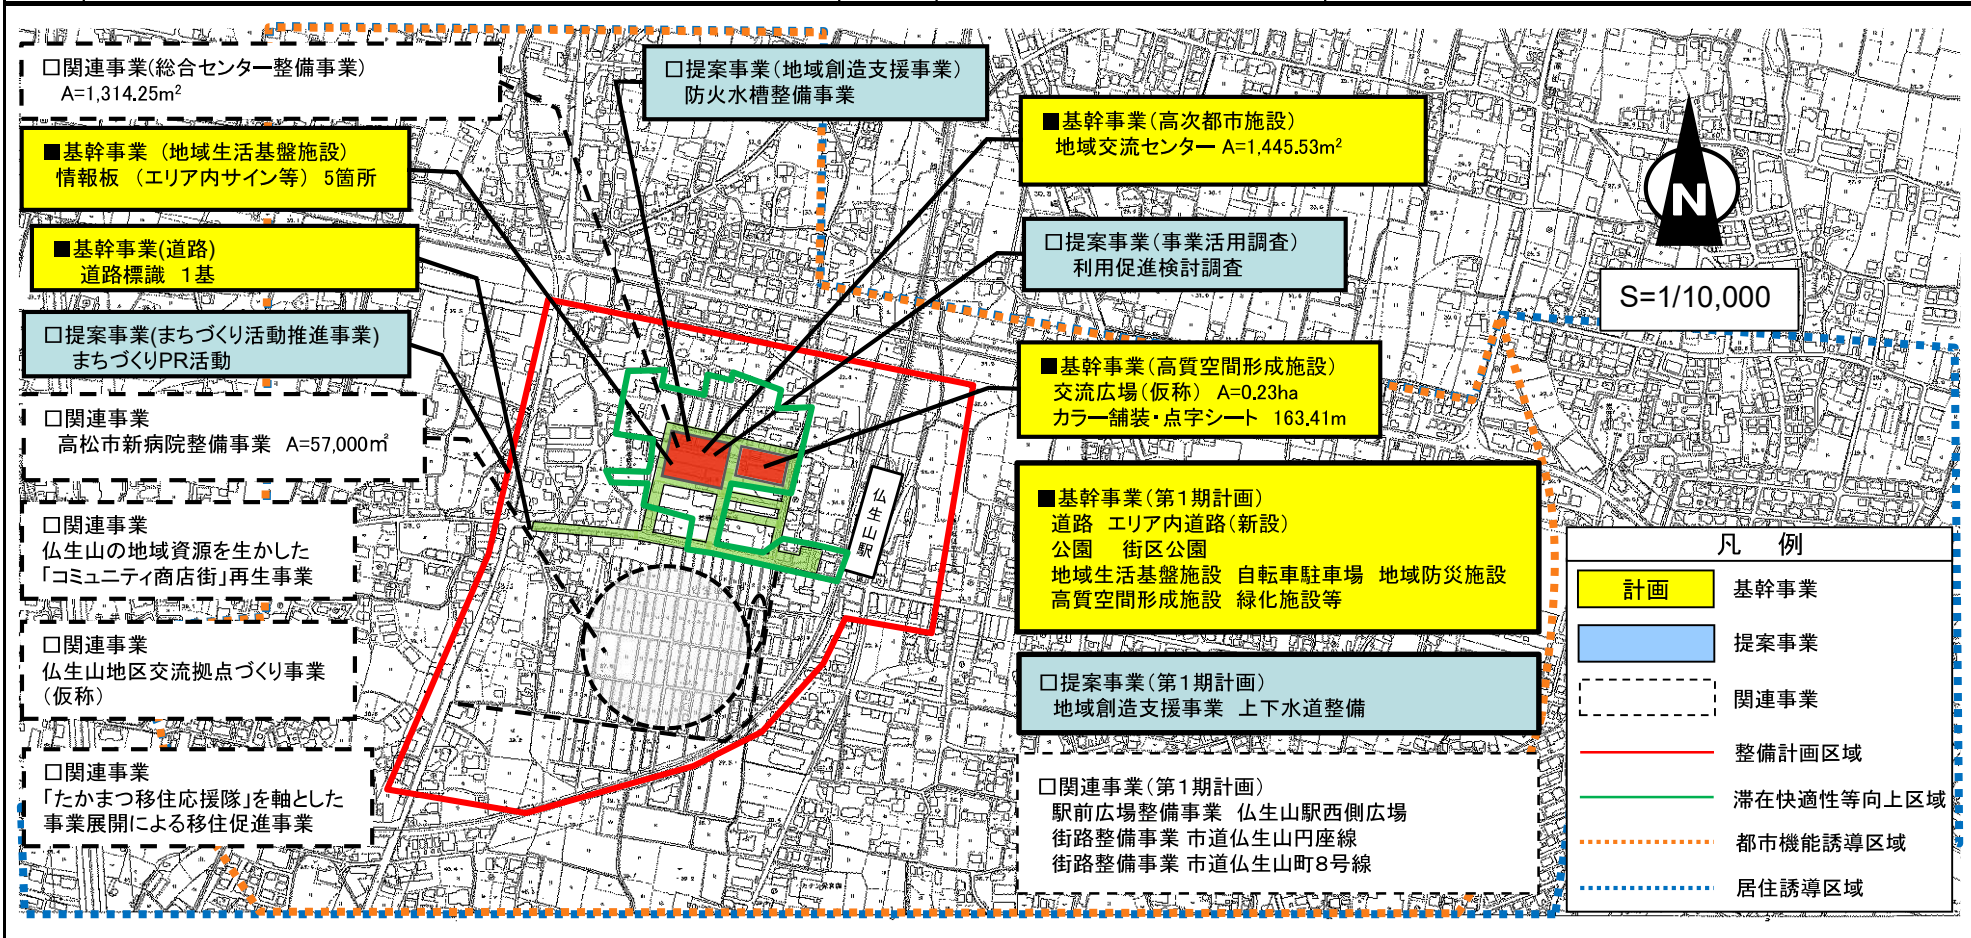 □関連事業(総合センター整備事業)
A=1,314.25m²
■基幹事業（地域生活基盤施設）
情報板（エリア内サイン等） 5箇所
■基幹事業(道路)
道路標識 1基
□提案事業(まちづくり活動推進事業)
まちづくりPR活動
□関連事業
高松市新病院整備事業 A=57,000㎡
□関連事業
仏生山の地域資源を生かした
「コミュニティ商店街」再生事業
□関連事業
仏生山地区交流拠点づくり事業
(仮称)
□関連事業
「たかまつ移住応援隊」を軸とした
事業展開による移住促進事業
□提案事業（地域創造支援事業）
防火水槽整備事業
■基幹事業（高次都市施設）
地域交流センター A=1,445.53m²
□提案事業（事業活用調査）
利用促進検討調査
■基幹事業（高質空間形成施設）
交流広場（仮称） A=0.23ha
カラー舗装・点字シート 163.41m
■基幹事業（第1期計画）
道路 エリア内道路（新設）
公園 街区公園
地域生活基盤施設 自転車駐車場 地域防災施設
高質空間形成施設 緑化施設等
□提案事業（第1期計画）
地域創造支援事業 上下水道整備
□関連事業（第1期計画）
駅前広場整備事業 仏生山駅西側広場
街路整備事業 市道仏生山円座線
街路整備事業 市道仏生山町8号線
仏生山駅
N
S=1/10,000
凡 例
計画 基幹事業
提案事業
関連事業
整備計画区域
滞在快適性等向上区域
都市機能誘導区域
居住誘導区域